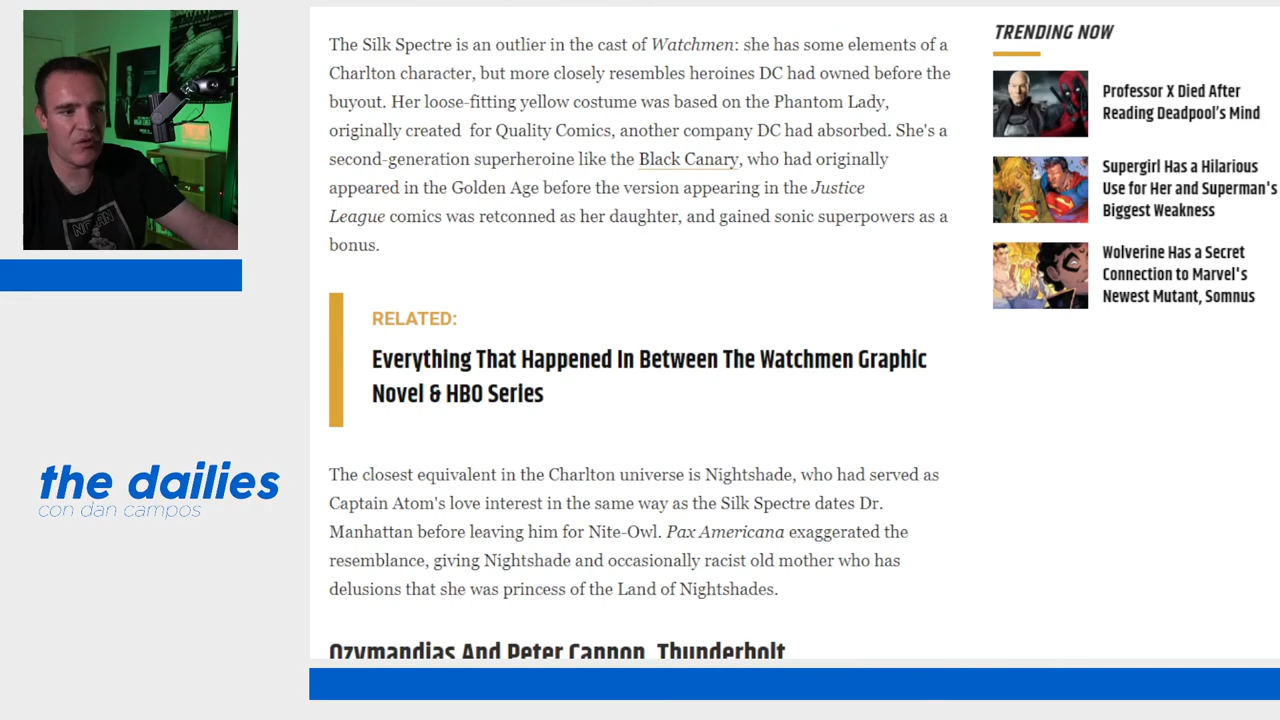 The Silk Spectre is an outlier in the cast of Watchmen: she has some elements of a
Charlton character, but more closely resembles heroines DC had owned before the
buyout. Her loose-fitting yellow costume was based on the Phantom Lady,
originally created for Quality Comics, another company DC had absorbed. She's a
second-generation superheroine like the Black Canary, who had originally
appeared in the Golden Age before the version appearing in the Justice
League comics was retconned as her daughter, and gained sonic superpowers as a
bonus.
RELATED:
Everything That Happened In Between The Watchmen Graphic
Novel & HBO Series
The closest equivalent in the Charlton universe is Nightshade, who had served as
Captain Atom's love interest in the same way as the Silk Spectre dates Dr.
Manhattan before leaving him for Nite-Owl. Pax Americana exaggerated the
resemblance, giving Nightshade and occasionally racist old mother who has
delusions that she was princess of the Land of Nightshades.
Ozymandias And Peter Cannon, Thunderbolt
TRENDING NOW
Professor X Died After
Reading Deadpool's Mind
Supergirl Has a Hilarious
Use for Her and Superman's
Biggest Weakness
Wolverine Has a Secret
Connection to Marvel's
Newest Mutant, Somnus
the dailies
con dan campos
NOLAN